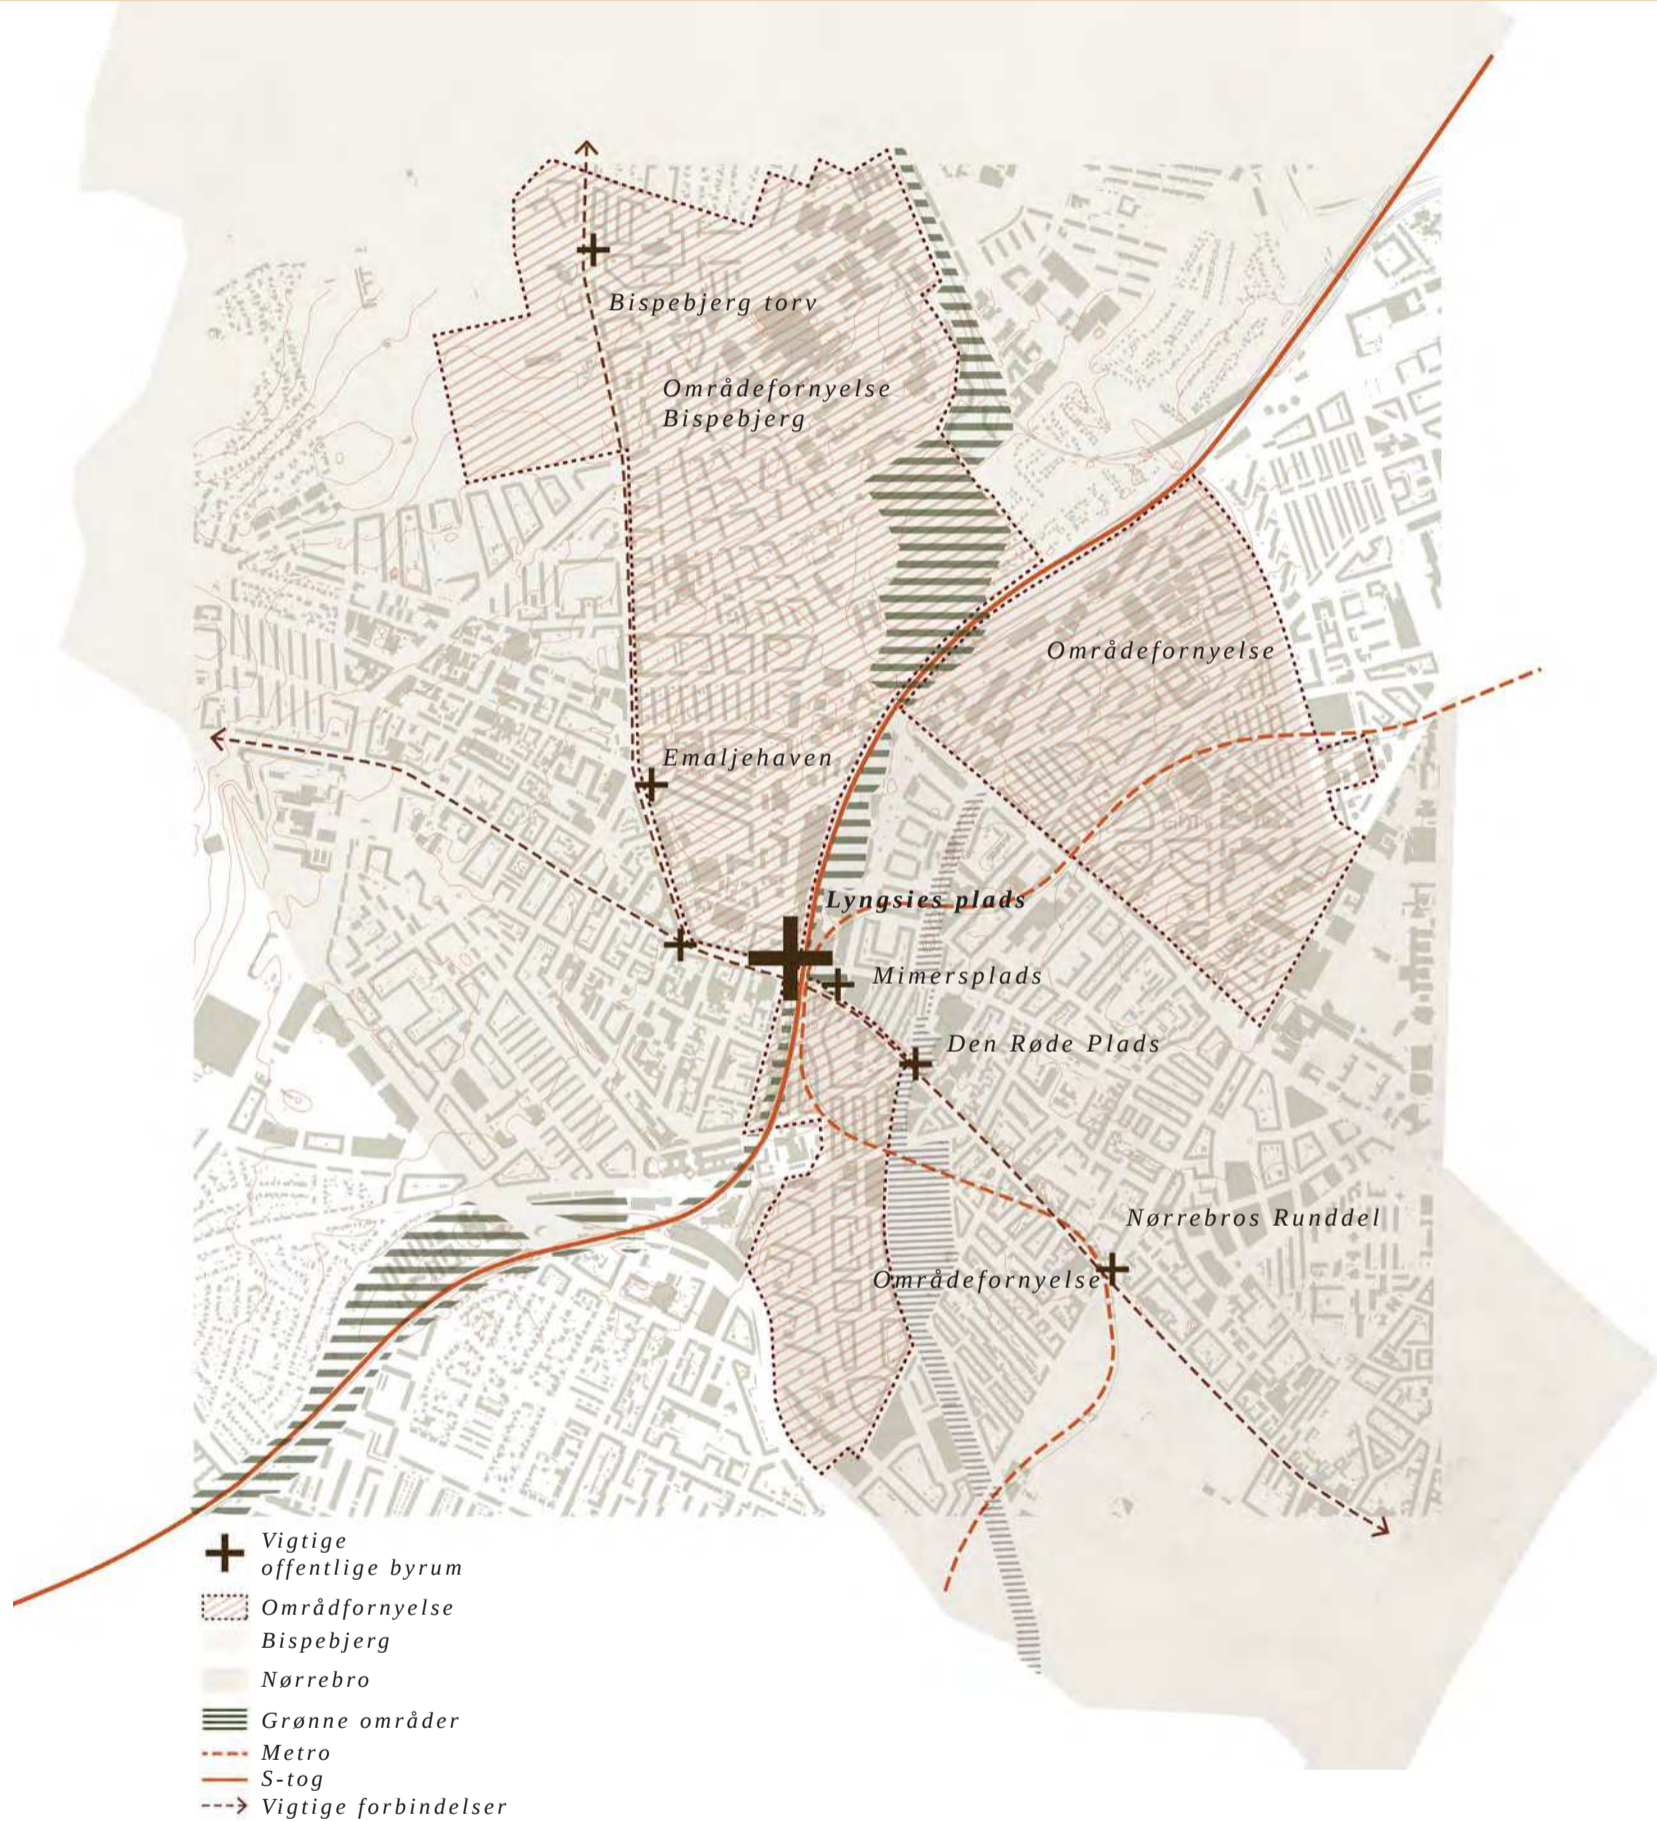 Bispebjerg torv
Områdefornyelse
Bispebjerg
Områdefornyelse
Emaljehaven
Lyngsies plads
Mimersplads
Den Røde Plads
Nørrebros Runddel
Områdefornyelse
Vigtige
offentlige byrum
Områdfornyelse
Bispebjerg
Nørrebro
Grønne områder
Metro
S-tog
Vigtige forbindelser